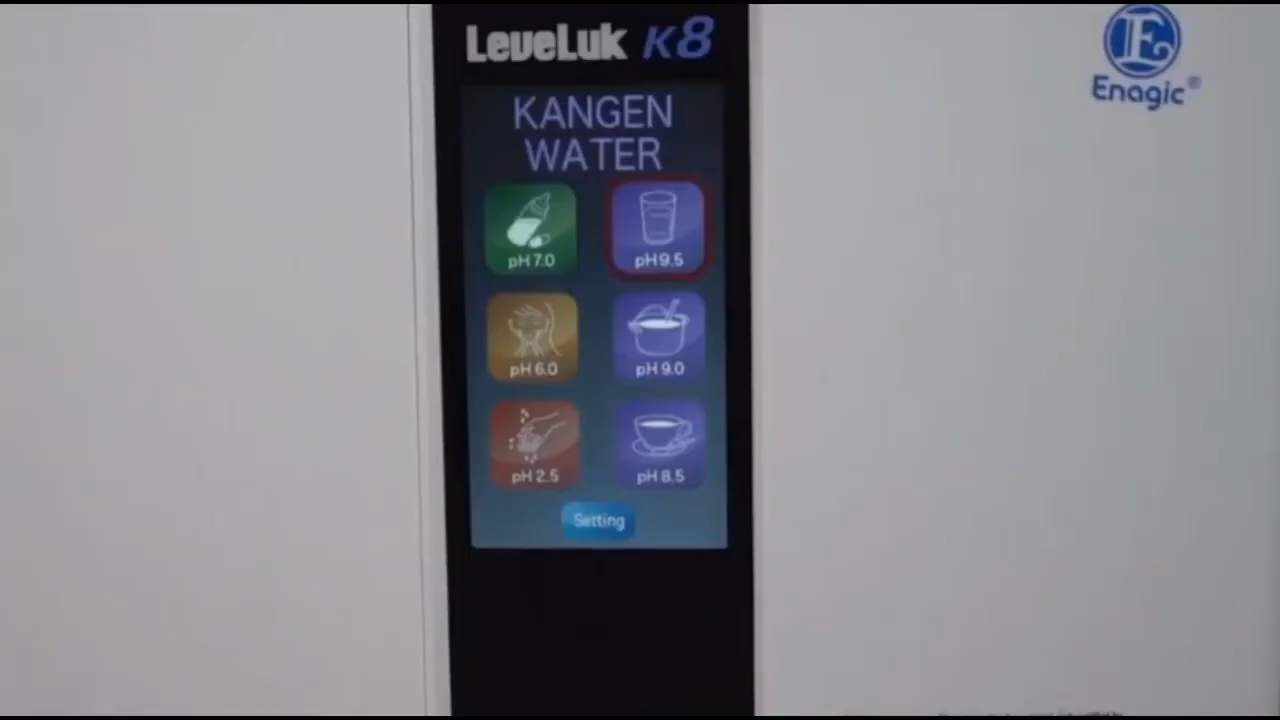 LeveLuk K8
Enagic®
KANGEN
WATER
pH 7.0
pH 9.5
pH 6.0
pH 9.0
pH 2.5
pH 8.5
Setting